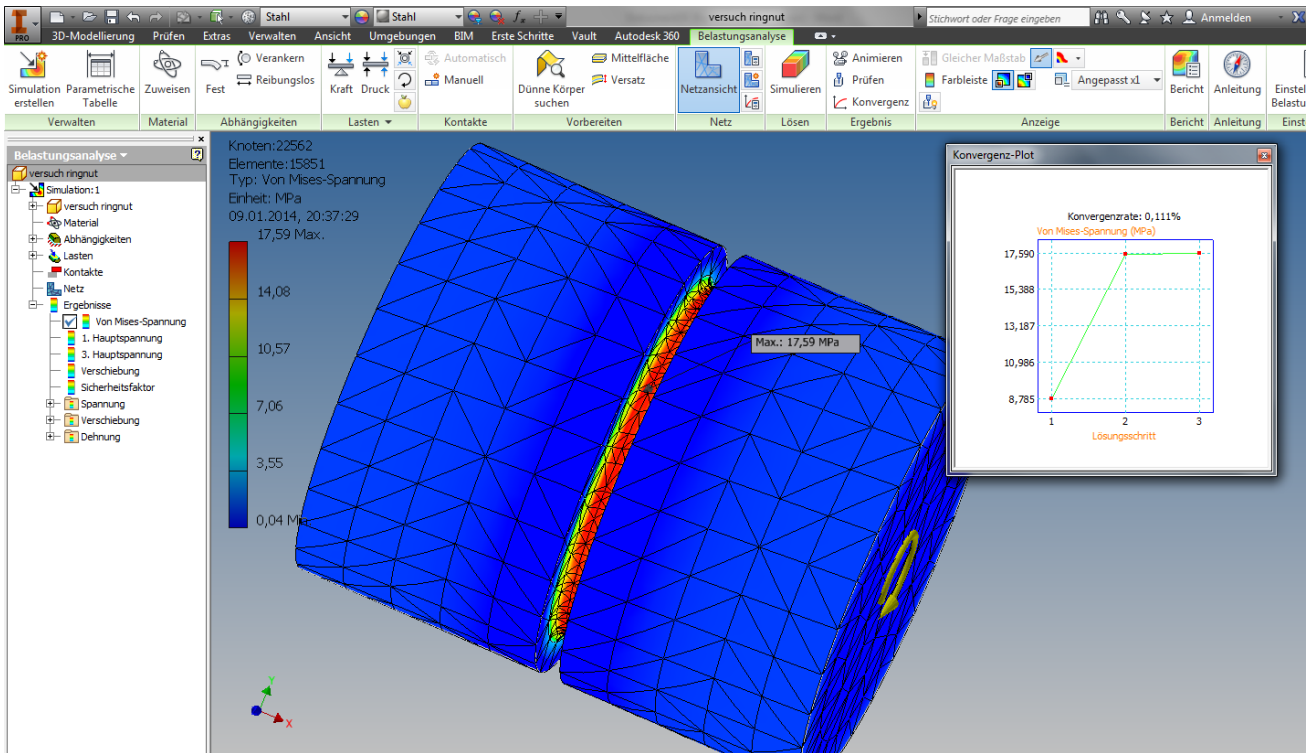 Stahl
Stahl
versuch ringnut
Stichwort oder Frage eingeben
Anmelden
PRO
3D-Modellierung Prüfen Extras Verwalten Ansicht Umgebungen BIM Erste Schritte Vault Autodesk 360 Belastungsanalyse
Simulation erstellen
Parametrische Tabelle
Zuweisen
Fest
Verankern
Reibungslos
Kraft
Druck
Automatisch
Manuell
Dünne Körper suchen
Mittelfläche
Versatz
Netzansicht
Simulieren
Animieren
Prüfen
Konvergenz
Gleicher Maßstab
Farbleiste
Angepasst x1
Bericht
Anleitung
Verwalten Material Abhängigkeiten Lasten Kontakte Vorbereiten Netz Lösen Ergebnis Anzeige Bericht Anleitung Einst
Belastungsanalyse
versuch ringnut
Simulation:1
versuch ringnut
Material
Abhängigkeiten
Lasten
Kontakte
Netz
Ergebnisse
Von Mises-Spannung
1. Hauptspannung
3. Hauptspannung
Verschiebung
Sicherheitsfaktor
Spannung
Verschiebung
Dehnung
Knoten:22562
Elemente:15851
Typ: Von Mises-Spannung
Einheit: MPa
09.01.2014, 20:37:29
17,59 Max.
14,08
10,57
7,06
3,55
0,04
Max.: 17,59 MPa
Y
X
Konvergenz-Plot
Konvergenzrate: 0,111%
Von Mises-Spannung (MPa)
17,590
15,388
13,187
10,986
8,785
1 2 3
Lösungsschritt